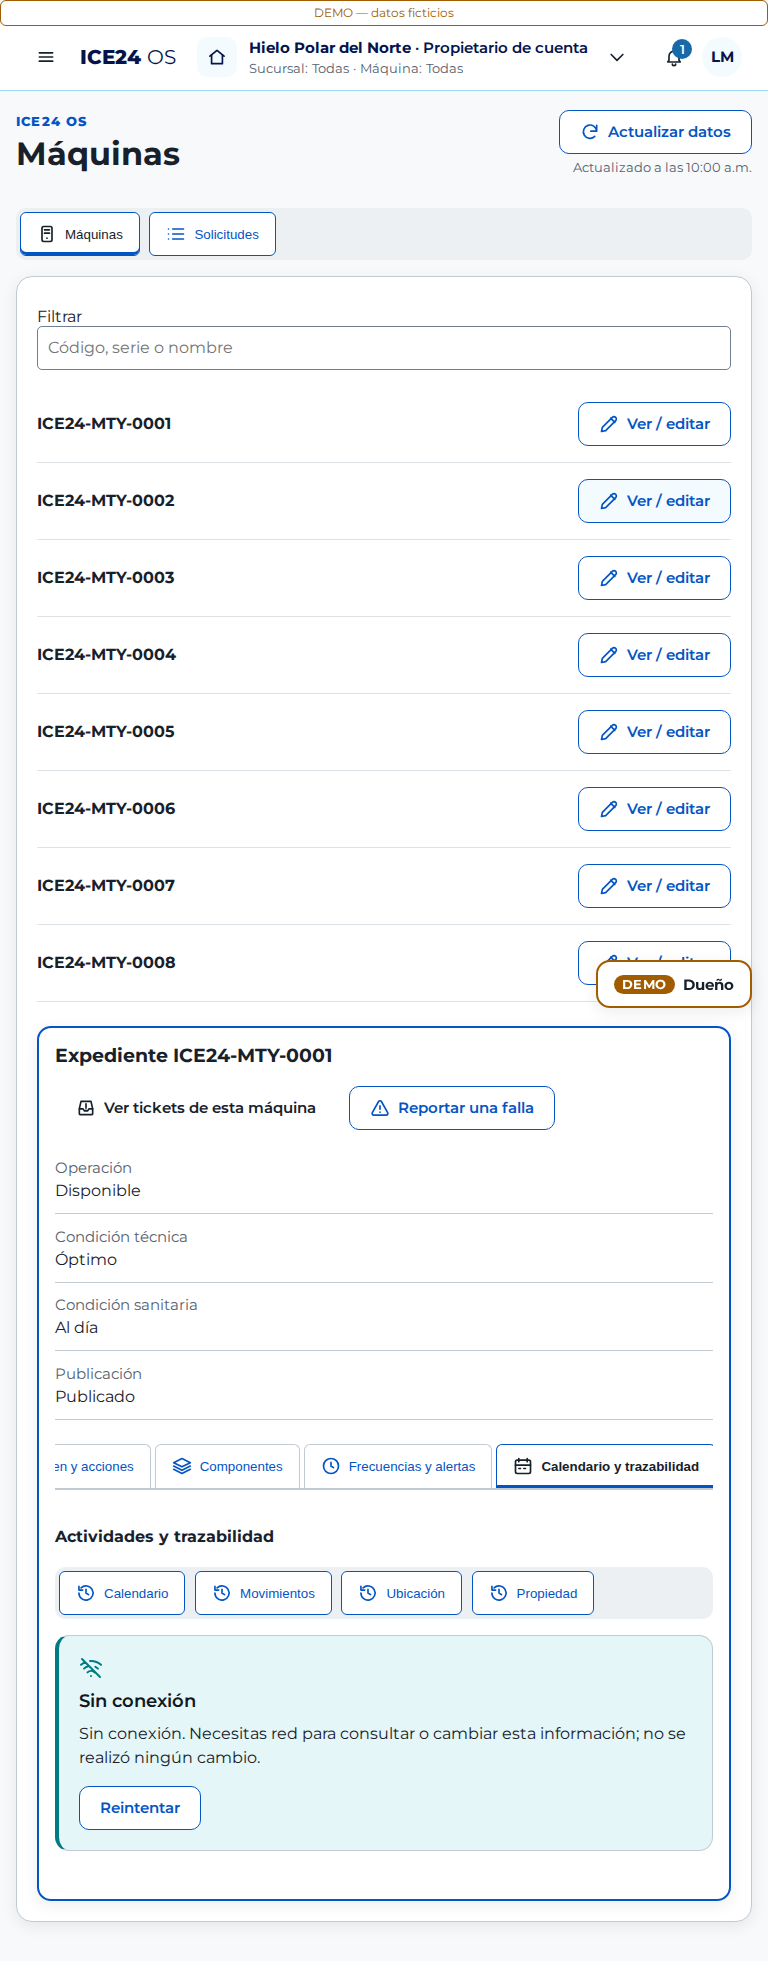 DEMO — datos ficticios
ICE24 OS
Hielo Polar del Norte · Propietario de cuenta
Sucursal: Todas · Máquina: Todas
1
LM
ICE24 OS
Máquinas
Actualizar datos
Actualizado a las 10:00 a.m.
Máquinas
Solicitudes
Filtrar
Código, serie o nombre
ICE24-MTY-0001
Ver / editar
ICE24-MTY-0002
Ver / editar
ICE24-MTY-0003
Ver / editar
ICE24-MTY-0004
Ver / editar
ICE24-MTY-0005
Ver / editar
ICE24-MTY-0006
Ver / editar
ICE24-MTY-0007
Ver / editar
ICE24-MTY-0008
DEMO Dueño
Expediente ICE24-MTY-0001
Ver tickets de esta máquina
Reportar una falla
Operación
Disponible
Condición técnica
Óptimo
Condición sanitaria
Al día
Publicación
Publicado
en y acciones
Componentes
Frecuencias y alertas
Calendario y trazabilidad
Actividades y trazabilidad
Calendario
Movimientos
Ubicación
Propiedad
Sin conexión
Sin conexión. Necesitas red para consultar o cambiar esta información; no se
realizó ningún cambio.
Reintentar